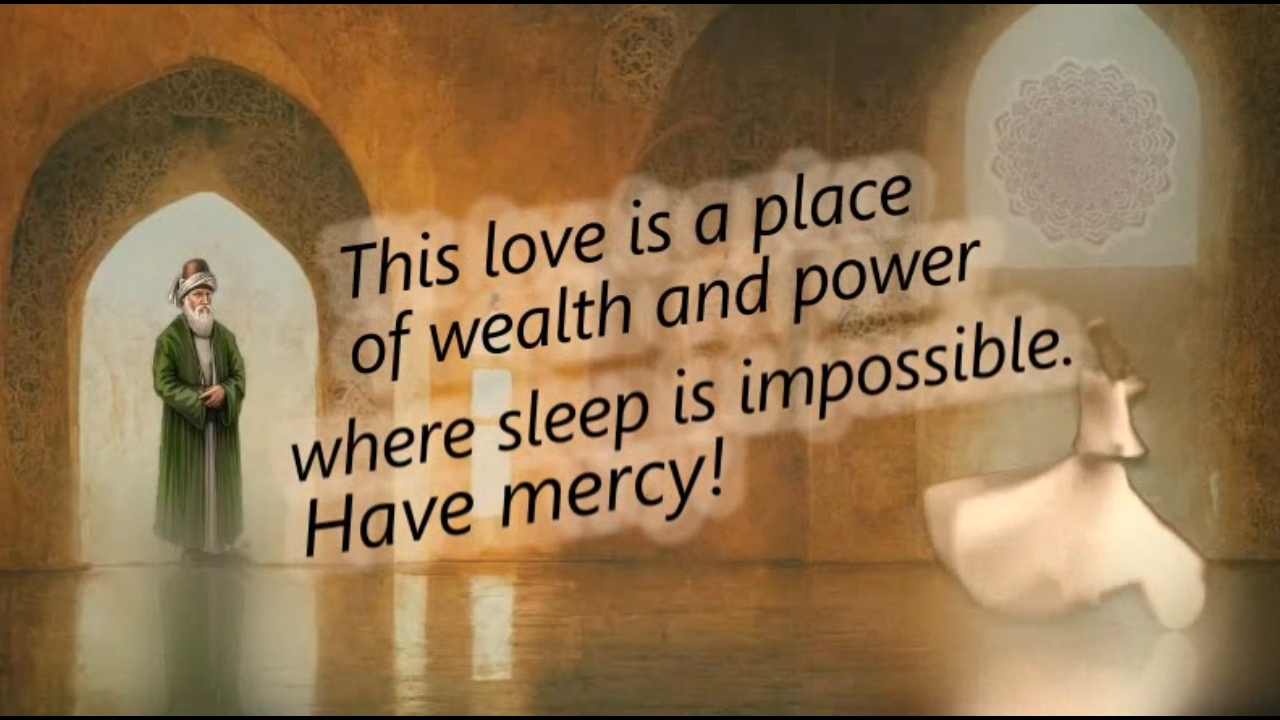 This love is a place
of wealth and power
where sleep is impossible.
Have mercy!